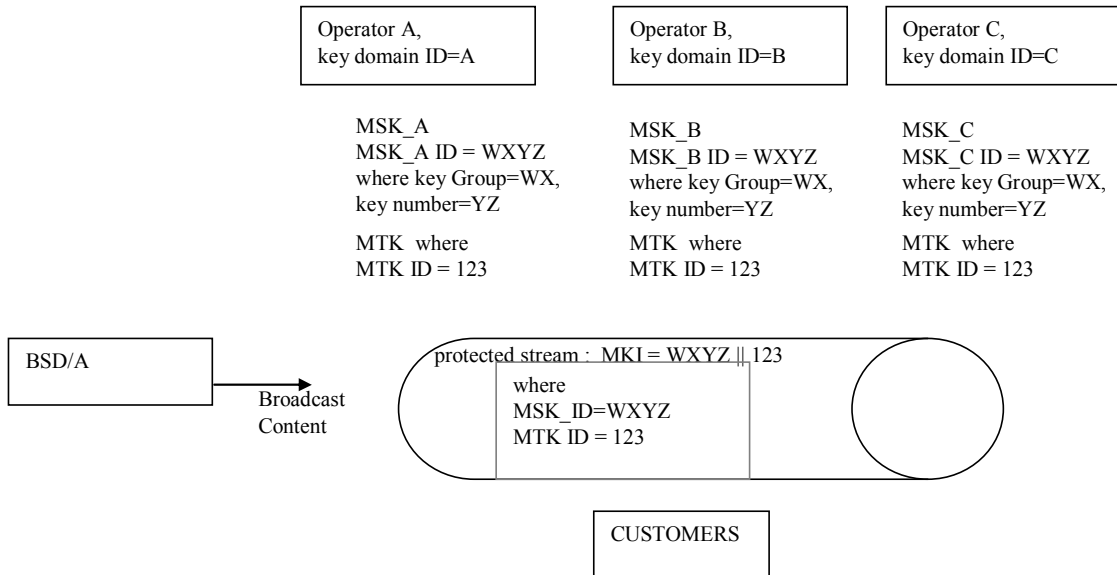 Operator A,
key domain ID=A
Operator B,
key domain ID=B
Operator C,
key domain ID=C
MSK_A
MSK_A ID = WXYZ
where key Group=WX,
key number=YZ
MTK where
MTK ID = 123
MSK_B
MSK_B ID = WXYZ
where key Group=WX,
key number=YZ
MTK where
MTK ID = 123
MSK_C
MSK_C ID = WXYZ
where key Group=WX,
key number=YZ
MTK where
MTK ID = 123
BSD/A
Broadcast
Content
protected stream : MKI = WXYZ || 123
where
MSK_ID=WXYZ
MTK ID = 123
CUSTOMERS